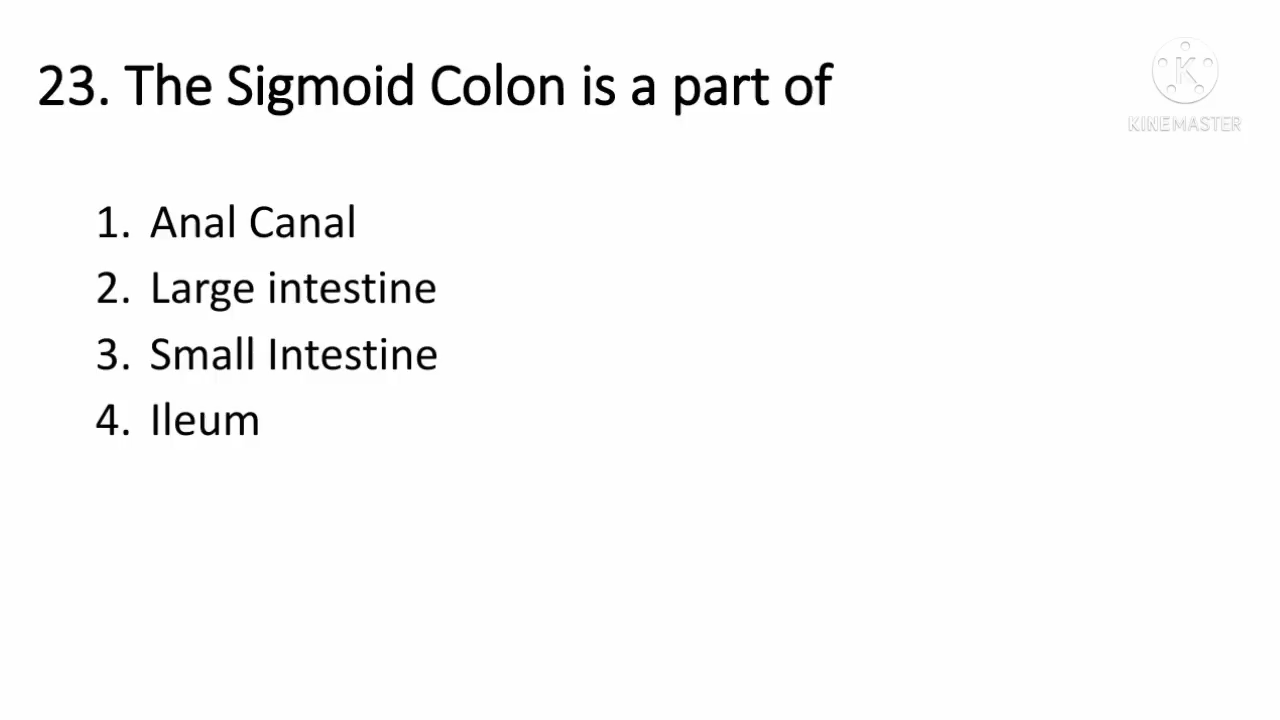 23. The Sigmoid Colon is a part of
K
KINEMASTER
1. Anal Canal
2. Large intestine
3. Small Intestine
4. Ileum